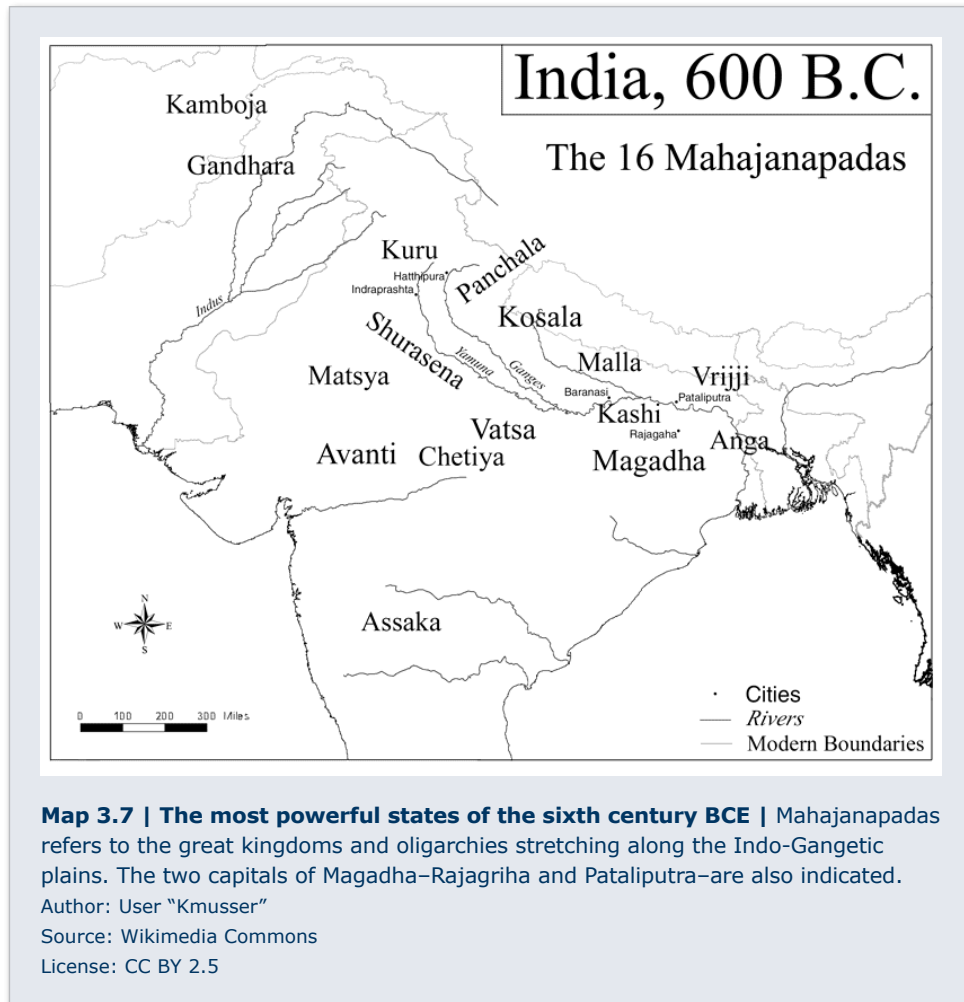 India, 600 B.C.
The 16 Mahajanapadas
Kamboja
Gandhara
Kuru
Hatthipura
Indraprashta
Panchala
Indus
Kosala
Shurasena
Yamuna
Ganges
Malla
Matsya
Vrijji
Baranasi
Pataliputra
Kashi
Vatsa
Rajagaha
Anga
Avanti
Chetiya
Magadha
Assaka
N
W E
S
0 100 200 300 Miles
Cities
Rivers
Modern Boundaries
Map 3.7 | The most powerful states of the sixth century BCE | Mahajanapadas
refers to the great kingdoms and oligarchies stretching along the Indo-Gangetic
plains. The two capitals of Magadha–Rajagriha and Pataliputra–are also indicated.
Author: User “Kmusser”
Source: Wikimedia Commons
License: CC BY 2.5